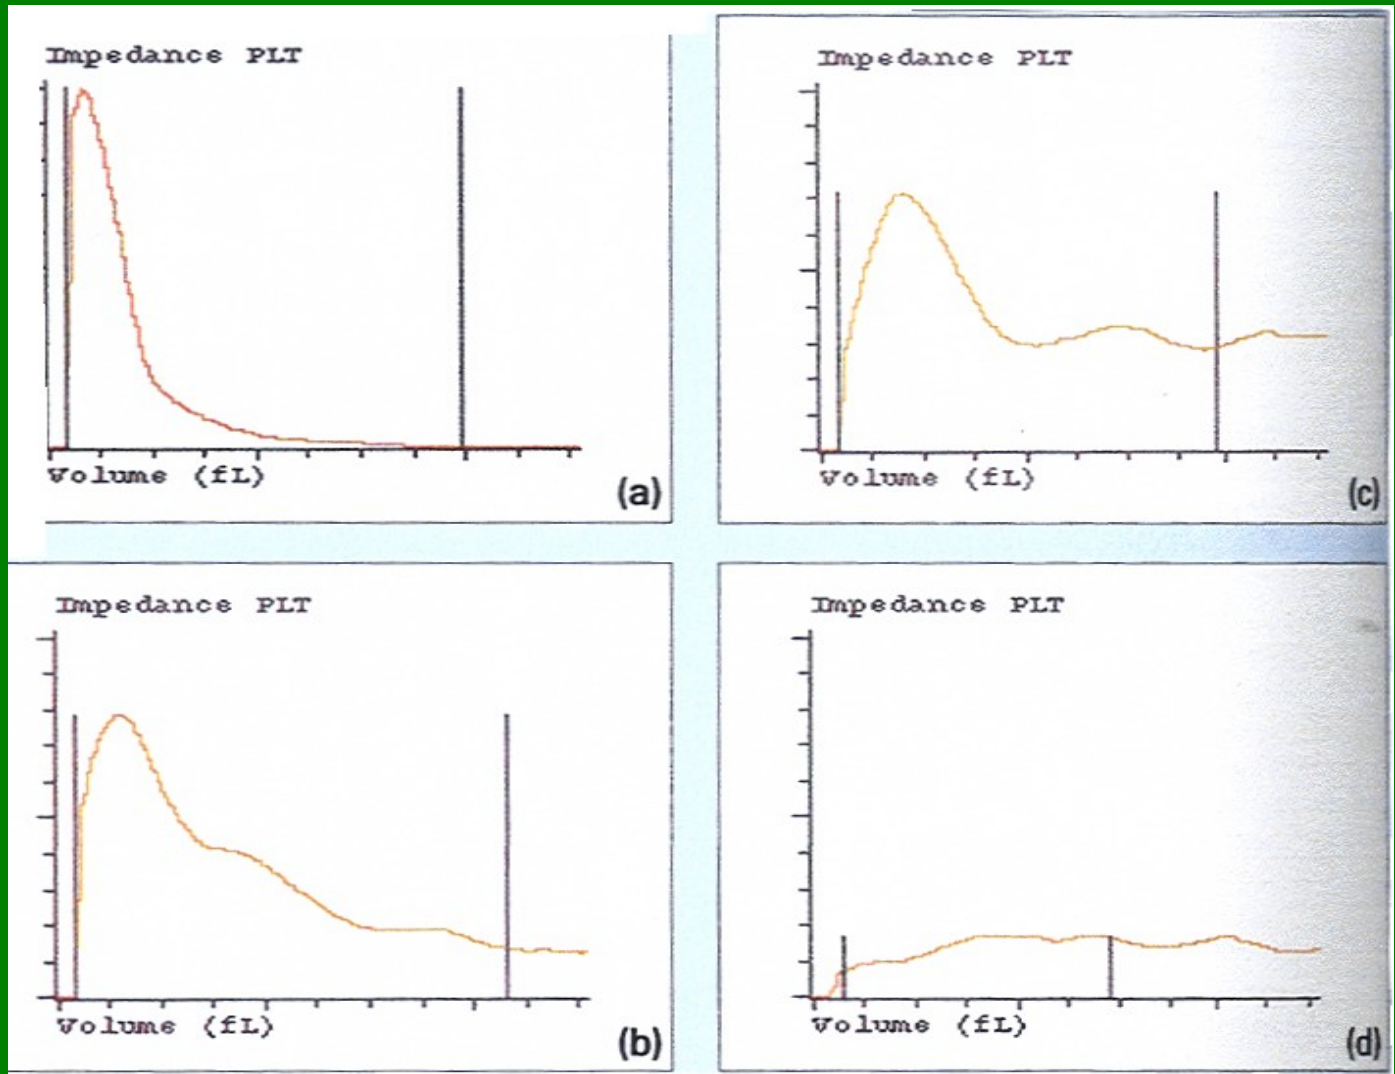 Impedance PLT
Volume (fL)
(a)
Impedance PLT
Volume (fL)
(c)
Impedance PLT
Volume (fL)
(b)
Impedance PLT
Volume (fL)
(d)